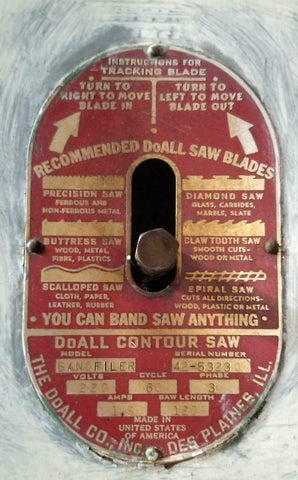 INSTRUCTIONS FOR
TRACKING BLADE
TURN TO
RIGHT TO MOVE
BLADE IN
TURN TO
LEFT TO MOVE
BLADE OUT
RECOMMENDED DOALL SAW BLADES
PRECISION SAW
FERROUS AND
NON-FERROUS METAL
DIAMOND SAW
GLASS, CARBIDES,
MARBLE, SLATE
BUTTRESS SAW
WOOD, METAL,
FIBRE, PLASTICS
CLAW TOOTH SAW
SMOOTH CUTS-
WOOD OR METAL
SCALLOPED SAW
CLOTH, PAPER,
LEATHER, RUBBER
SPIRAL SAW
CUTS ALL DIRECTIONS-
WOOD, PLASTIC OR METAL
• YOU CAN BAND SAW ANYTHING •
DOALL CONTOUR SAW
MODEL
SERIAL NUMBER
BANDFILER
42-53230
VOLTS
CYCLE
PHASE
220
60
3
AMPS
SAW LENGTH
MADE IN
UNITED STATES
OF AMERICA
THE DOALL CO., INC., DES PLAINES, ILL.